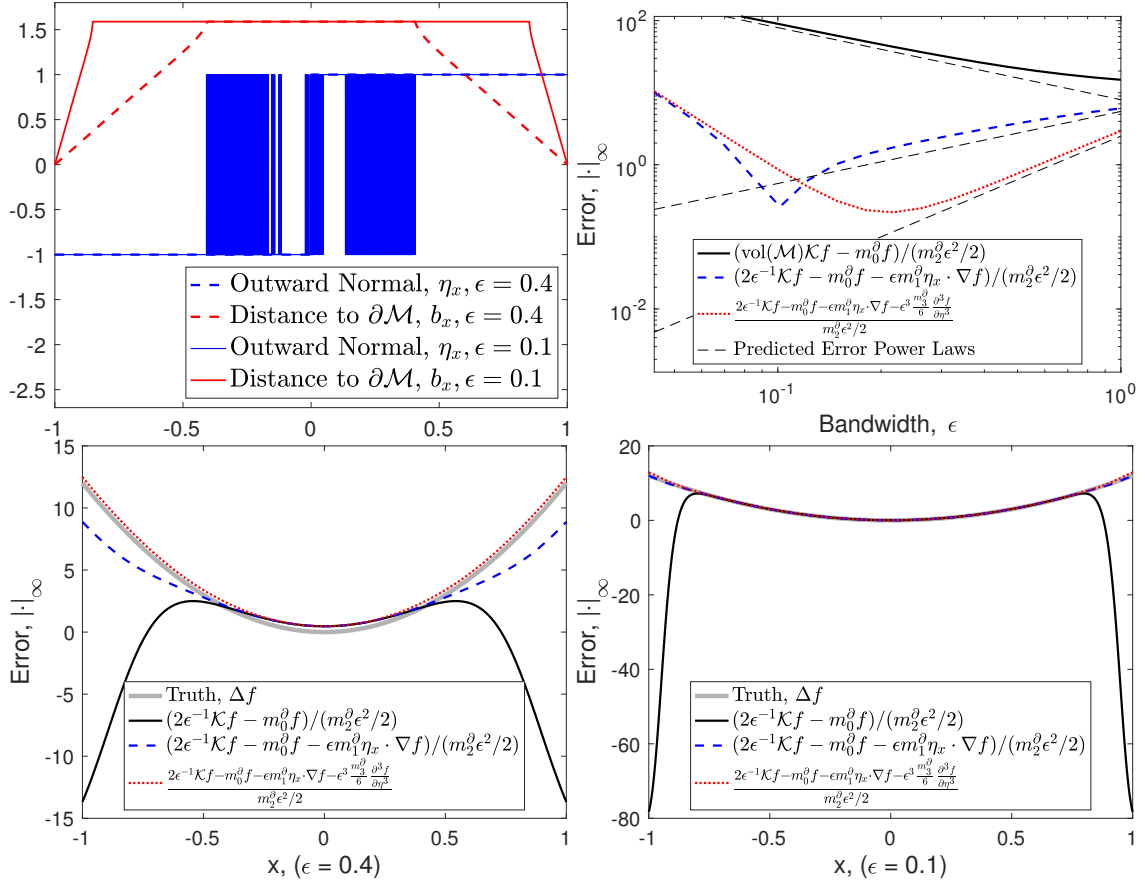 1.5
1
0.5
0
-0.5
-1
-1.5
-2
-2.5
-1
-0.5
0
0.5
1
Outward Normal, η_x, ϵ = 0.4
Distance to ∂M, b_x, ϵ = 0.4
Outward Normal, η_x, ϵ = 0.1
Distance to ∂M, b_x, ϵ = 0.1
Error, |·|_∞
10^2
10^0
10^-2
10^-1
10^0
Bandwidth, ϵ
(vol(M)Kf − m_0^∂ f)/(m_2^∂ ϵ^2/2)
(2ϵ^-1 Kf − m_0^∂ f − ϵm_1^∂ η_x · ∇f)/(m_2^∂ ϵ^2/2)
2ϵ^-1 Kf−m_0^∂ f−ϵm_1^∂ η_x·∇f−ϵ^3 m_3^∂/6 ∂^3 f/∂η^3
m_2^∂ ϵ^2/2
Predicted Error Power Laws
Error, |·|_∞
15
10
5
0
-5
-10
-15
-1
-0.5
0
0.5
1
x, (ϵ = 0.4)
Truth, Δf
(2ϵ^-1 Kf − m_0^∂ f)/(m_2^∂ ϵ^2/2)
(2ϵ^-1 Kf − m_0^∂ f − ϵm_1^∂ η_x · ∇f)/(m_2^∂ ϵ^2/2)
2ϵ^-1 Kf−m_0^∂ f−ϵm_1^∂ η_x·∇f−ϵ^3 m_3^∂/6 ∂^3 f/∂η^3
m_2^∂ ϵ^2/2
Error, |·|_∞
20
0
-20
-40
-60
-80
-1
-0.5
0
0.5
1
x, (ϵ = 0.1)
Truth, Δf
(2ϵ^-1 Kf − m_0^∂ f)/(m_2^∂ ϵ^2/2)
(2ϵ^-1 Kf − m_0^∂ f − ϵm_1^∂ η_x · ∇f)/(m_2^∂ ϵ^2/2)
2ϵ^-1 Kf−m_0^∂ f−ϵm_1^∂ η_x·∇f−ϵ^3 m_3^∂/6 ∂^3 f/∂η^3
m_2^∂ ϵ^2/2